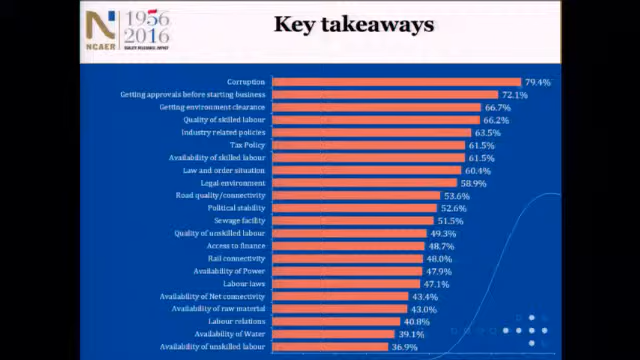 Key takeaways
1956
2016
NCAER
QUALITY. RELEVANCE. IMPACT
Corruption 79.4%
Getting approvals before starting business 72.1%
Getting environment clearance 66.7%
Quality of skilled labour 66.2%
Industry related policies 63.5%
Tax Policy 61.5%
Availability of skilled labour 61.5%
Law and order situation 60.4%
Legal environment 58.9%
Road quality/connectivity 53.6%
Political stability 52.6%
Sewage facility 51.5%
Quality of unskilled labour 49.3%
Access to finance 48.7%
Rail connectivity 48.0%
Availability of Power 47.9%
Labour laws 47.1%
Availability of Net connectivity 43.4%
Availability of raw material 43.0%
Labour relations 40.8%
Availability of Water 39.1%
Availability of unskilled labour 36.9%